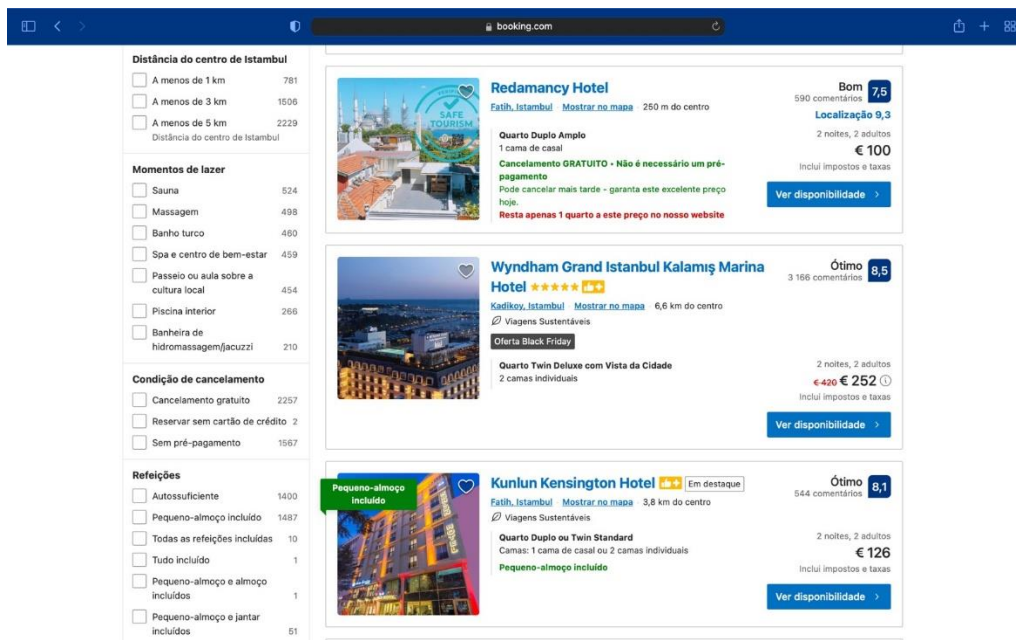 booking.com
Distância do centro de Istambul
A menos de 1 km 781
A menos de 3 km 1506
A menos de 5 km 2229
Distância do centro de Istambul
Momentos de lazer
Sauna 524
Massagem 498
Banho turco 460
Spa e centro de bem-estar 459
Passeio ou aula sobre a
cultura local 454
Piscina interior 266
Banheira de
hidromassagem/jacuzzi 210
Condição de cancelamento
Cancelamento gratuito 2257
Reservar sem cartão de crédito 2
Sem pré-pagamento 1567
Refeições
Autossuficiente 1400
Pequeno-almoço incluído 1487
Todas as refeições incluídas 10
Tudo incluído 1
Pequeno-almoço e almoço
incluídos 1
Pequeno-almoço e jantar
incluídos 51
SAFE
TOURISM
Redamancy Hotel
Fatih, Istambul Mostrar no mapa 250 m do centro
Quarto Duplo Amplo
1 cama de casal
Cancelamento GRATUITO • Não é necessário um pré-
pagamento
Pode cancelar mais tarde - garanta este excelente preço
hoje.
Resta apenas 1 quarto a este preço no nosso website
Bom 7,5
590 comentários
Localização 9,3
2 noites, 2 adultos
€ 100
Inclui impostos e taxas
Ver disponibilidade
Wyndham Grand Istanbul Kalamış Marina
Hotel
Kadikoy, Istambul Mostrar no mapa 6,6 km do centro
Viagens Sustentáveis
Oferta Black Friday
Quarto Twin Deluxe com Vista da Cidade
2 camas individuais
Ótimo 8,5
3 166 comentários
2 noites, 2 adultos
€ 420 € 252
Inclui impostos e taxas
Ver disponibilidade
Pequeno-almoço
incluído
Kunlun Kensington Hotel Em destaque
Fatih, Istambul Mostrar no mapa 3,8 km do centro
Viagens Sustentáveis
Quarto Duplo ou Twin Standard
Camas: 1 cama de casal ou 2 camas individuais
Pequeno-almoço incluído
Ótimo 8,1
544 comentários
2 noites, 2 adultos
€ 126
Inclui impostos e taxas
Ver disponibilidade